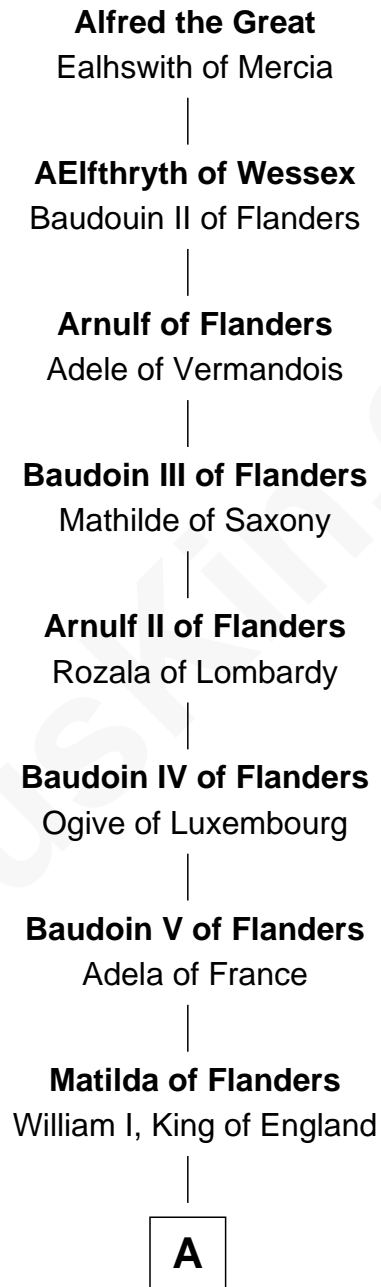 Alfred the Great
Ealhswith of Mercia
AElfthryth of Wessex
Baudouin II of Flanders
Arnulf of Flanders
Adele of Vermandois
Baudoin III of Flanders
Mathilde of Saxony
Arnulf II of Flanders
Rozala of Lombardy
Baudoin IV of Flanders
Ogive of Luxembourg
Baudoin V of Flanders
Adela of France
Matilda of Flanders
William I, King of England
A